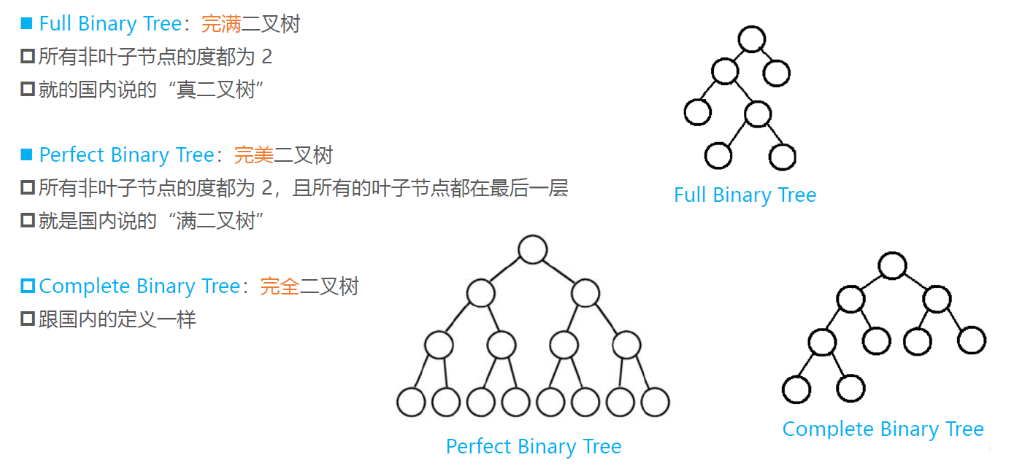 Full Binary Tree：完满二叉树
所有非叶子节点的度都为 2
就的国内说的“真二叉树”
Perfect Binary Tree：完美二叉树
所有非叶子节点的度都为 2，且所有的叶子节点都在最后一层
就是国内说的“满二叉树”
Complete Binary Tree：完全二叉树
跟国内的定义一样
Full Binary Tree
Perfect Binary Tree
Complete Binary Tree